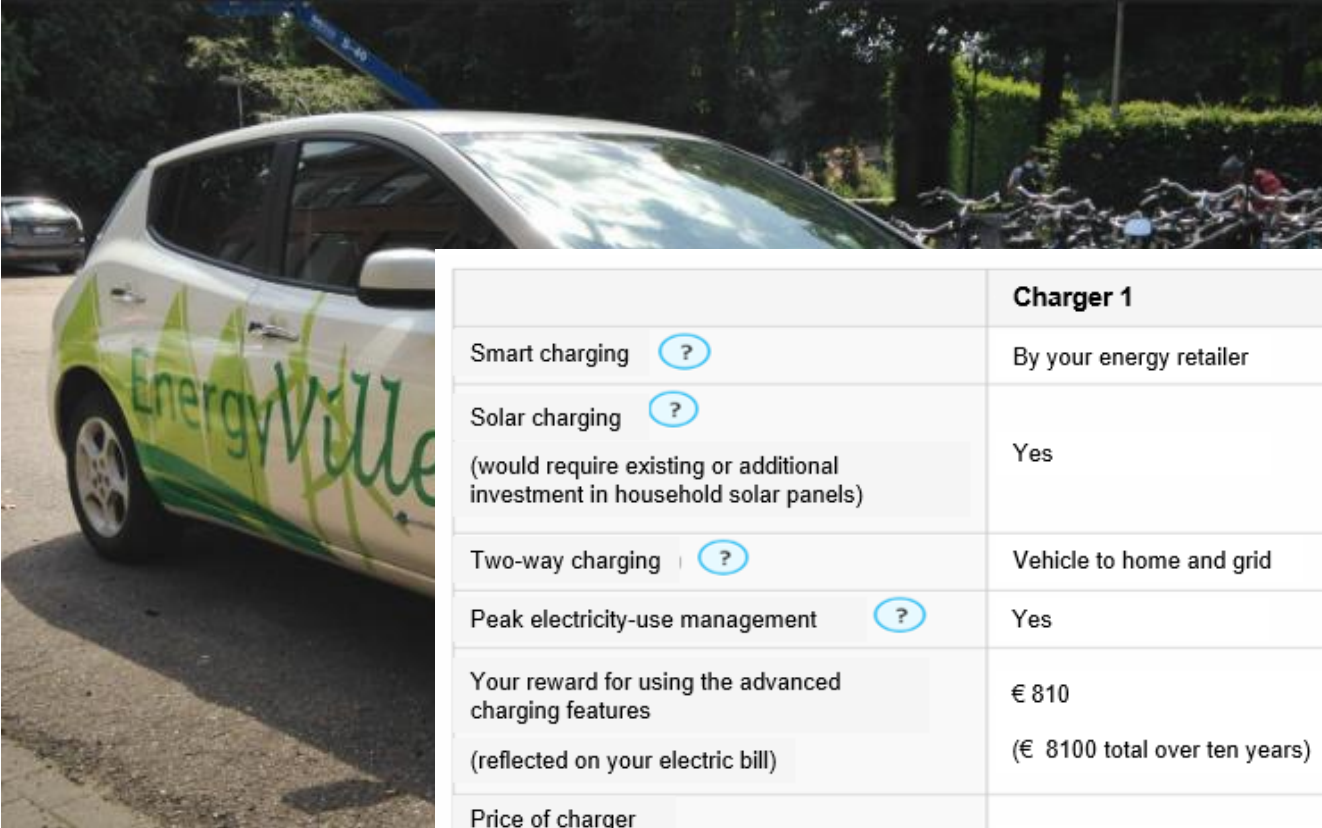 S-40
EnergyVille
Charger 1
Smart charging ?
By your energy retailer
Solar charging ?
(would require existing or additional
investment in household solar panels)
Yes
Two-way charging ?
Vehicle to home and grid
Peak electricity-use management ?
Yes
Your reward for using the advanced
charging features
(reflected on your electric bill)
€ 810
(€ 8100 total over ten years)
Price of charger